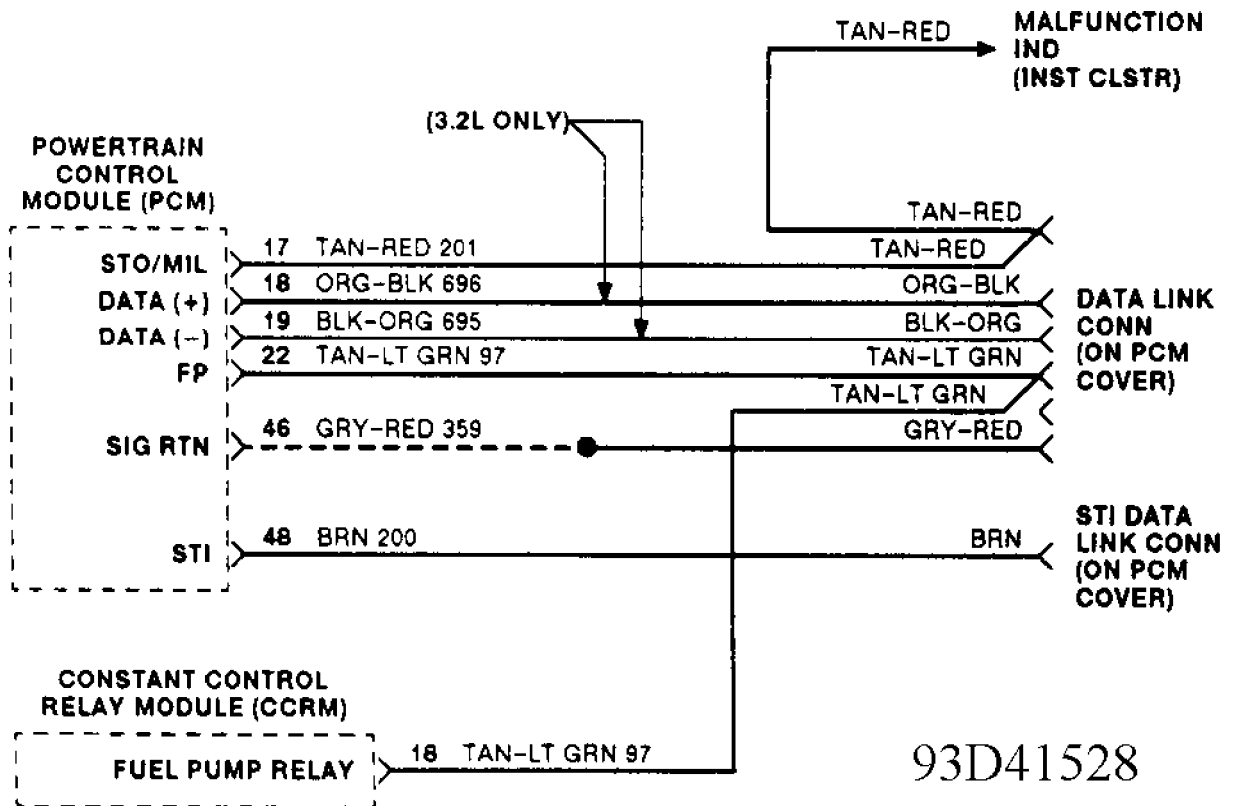 TAN-RED
MALFUNCTION
IND
(INST CLSTR)
(3.2L ONLY)
POWERTRAIN
CONTROL
MODULE (PCM)
TAN-RED
STO/MIL 17 TAN-RED 201 TAN-RED
DATA (+) 18 ORG-BLK 696 ORG-BLK
DATA (-) 19 BLK-ORG 695 BLK-ORG
FP 22 TAN-LT GRN 97 TAN-LT GRN
TAN-LT GRN
SIG RTN 46 GRY-RED 359 GRY-RED
DATA LINK
CONN
(ON PCM
COVER)
STI 48 BRN 200 BRN
STI DATA
LINK CONN
(ON PCM
COVER)
CONSTANT CONTROL
RELAY MODULE (CCRM)
FUEL PUMP RELAY 18 TAN-LT GRN 97
93D41528